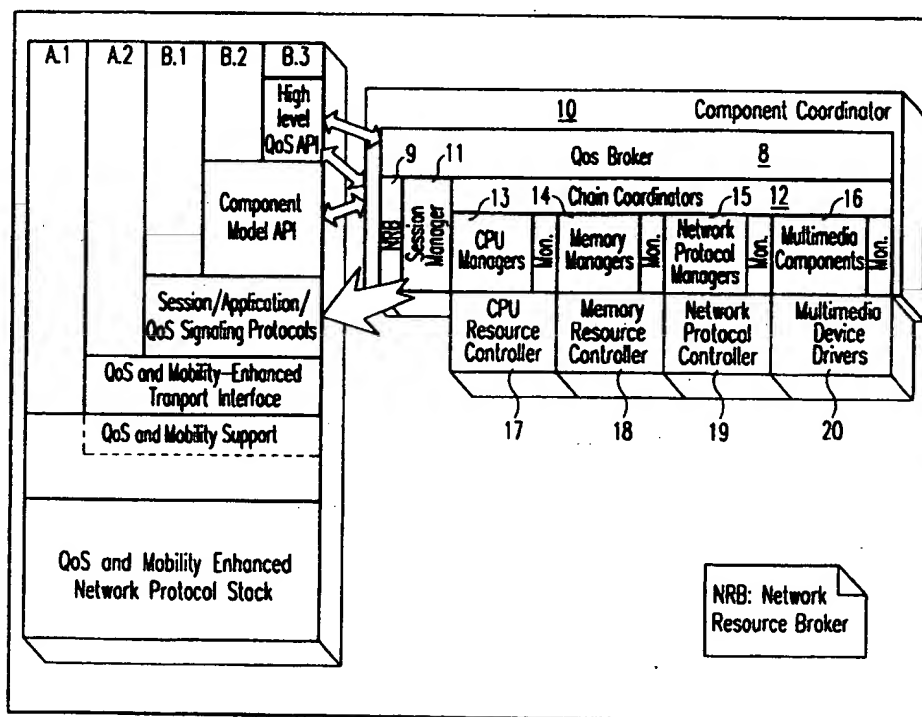 A.1
A.2
B.1
B.2
B.3
High
level
QoS API
Component
Model API
Session/Application/
QoS Signaling Protocols
QoS and Mobility-Enhanced
Tranport Interface
QoS and Mobility Support
QoS and Mobility Enhanced
Network Protocol Stack
10
Component Coordinator
9
11
Qos Broker
8
NRB
Session
Manager
Chain Coordinators
12
13
14
15
16
CPU
Managers
Mon.
Memory
Managers
Mon.
Network
Protocol
Managers
Mon.
Multimedia
Components
Mon.
CPU
Resource
Controller
Memory
Resource
Controller
Network
Protocol
Controller
Multimedia
Device
Drivers
17
18
19
20
NRB: Network
Resource Broker